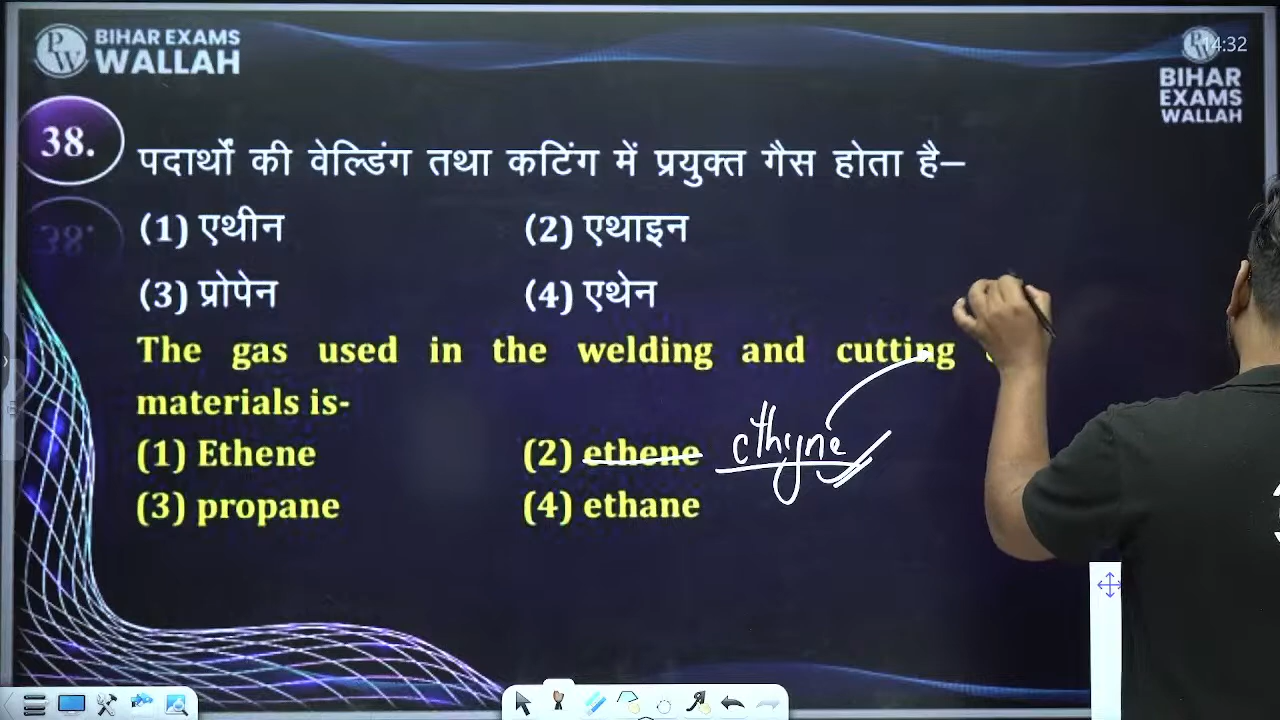 BIHAR EXAMS
WALLAH
14:32
BIHAR
EXAMS
WALLAH
38.
पदार्थों की वेल्डिंग तथा कटिंग में प्रयुक्त गैस होता है–
(1) एथीन (2) एथाइन
(3) प्रोपेन (4) एथेन
The gas used in the welding and cutting
materials is-
(1) Ethene (2) ethene ethyne
(3) propane (4) ethane